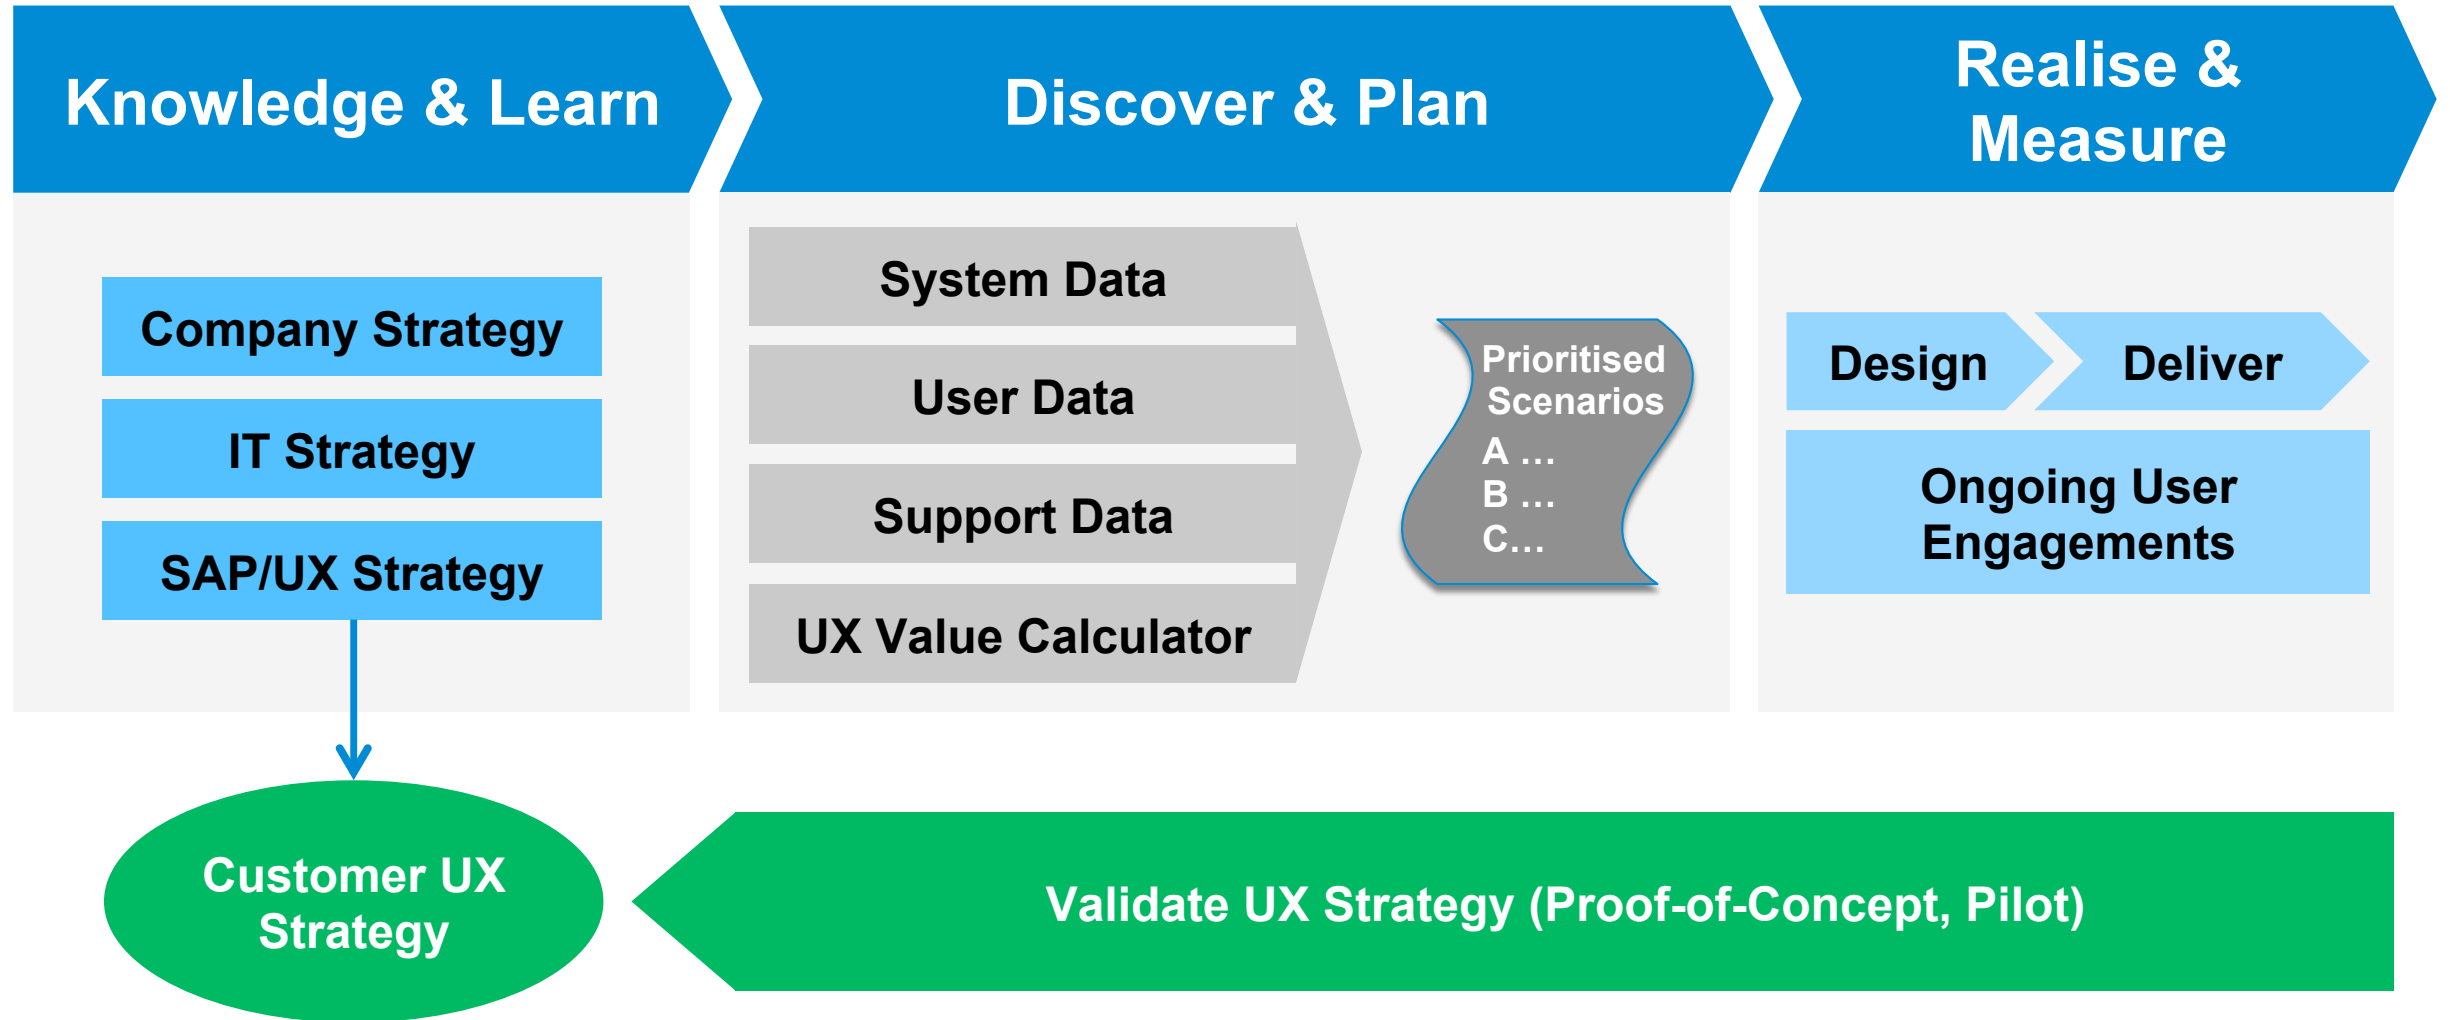 Knowledge & Learn
Discover & Plan
Realise &
Measure
Company Strategy
IT Strategy
SAP/UX Strategy
System Data
User Data
Support Data
UX Value Calculator
Prioritised
Scenarios
A ...
B ...
C...
Design
Deliver
Ongoing User
Engagements
Customer UX
Strategy
Validate UX Strategy (Proof-of-Concept, Pilot)